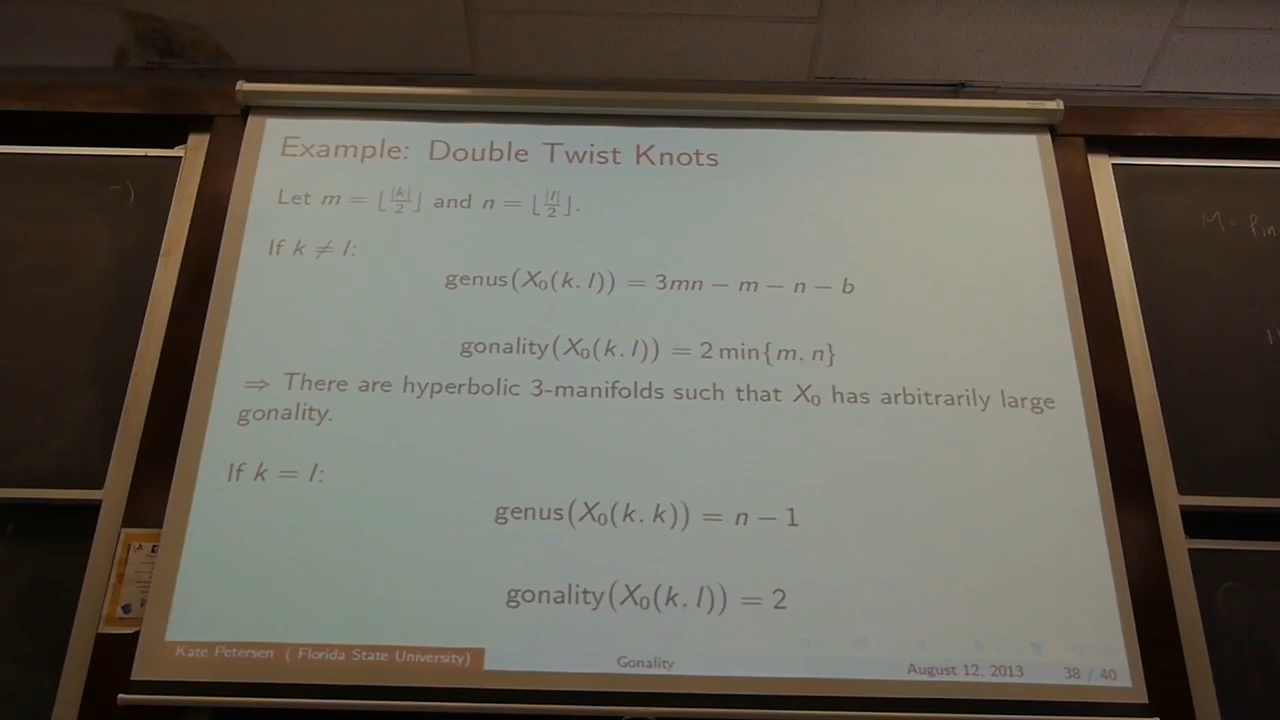 Example: Double Twist Knots
Let m = ⌊|k|/2⌋ and n = ⌊|l|/2⌋.
If k ≠ l:
genus(X₀(k, l)) = 3mn − m − n − b
gonality(X₀(k, l)) = 2 min{m, n}
⇒ There are hyperbolic 3-manifolds such that X₀ has arbitrarily large
gonality.
If k = l:
genus(X₀(k, k)) = n − 1
gonality(X₀(k, l)) = 2
Kate Petersen ( Florida State University)
Gonality
August 12, 2013
38 / 40